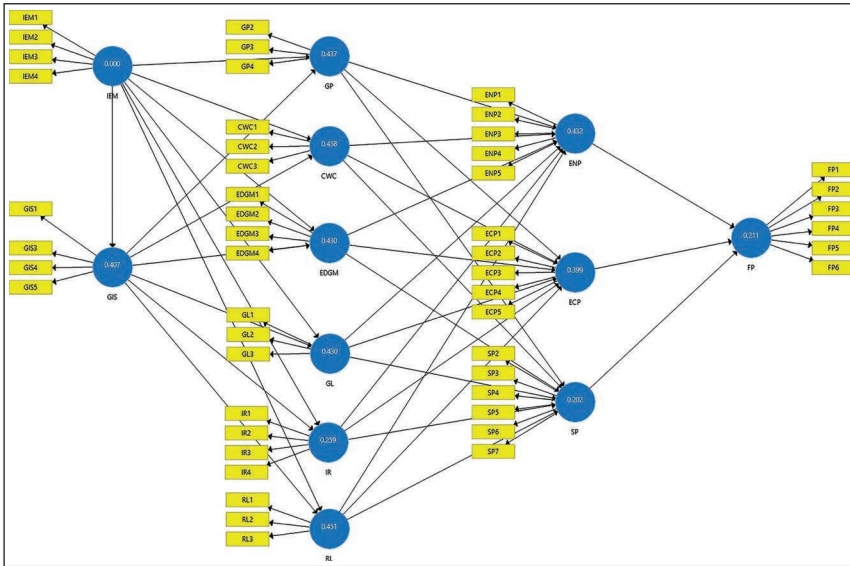 IEM1
IEM2
IEM3
IEM4
0.000
IEM
GIS1
GIS3
GIS4
GIS5
0.407
GIS
GP2
GP3
GP4
0.437
GP
CWC1
CWC2
CWC3
0.458
CWC
EDGM1
EDGM2
EDGM3
EDGM4
0.430
EDGM
GL1
GL2
GL3
0.430
GL
IR1
IR2
IR3
IR4
0.259
IR
RL1
RL2
RL3
0.451
RL
ENP1
ENP2
ENP3
ENP4
ENP5
0.432
ENP
ECP1
ECP2
ECP3
ECP4
ECP5
0.399
ECP
SP2
SP3
SP4
SP5
SP6
SP7
0.202
SP
FP1
FP2
FP3
FP4
FP5
FP6
0.211
FP